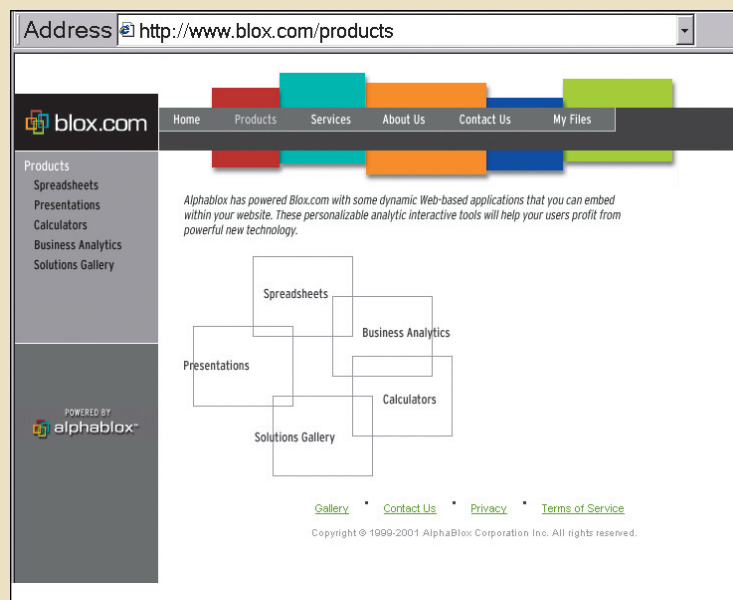 Address http://www.blox.com/products
blox.com
Home Products Services About Us Contact Us My Files
Products
Spreadsheets
Presentations
Calculators
Business Analytics
Solutions Gallery
POWERED BY
alphablox
Alphablox has powered Blox.com with some dynamic Web-based applications that you can embed
within your website. These personalizable analytic interactive tools will help your users profit from
powerful new technology.
Spreadsheets
Business Analytics
Presentations
Calculators
Solutions Gallery
Gallery ▪ Contact Us ▪ Privacy ▪ Terms of Service
Copyright © 1999-2001 AlphaBlox Corporation Inc. All rights reserved.